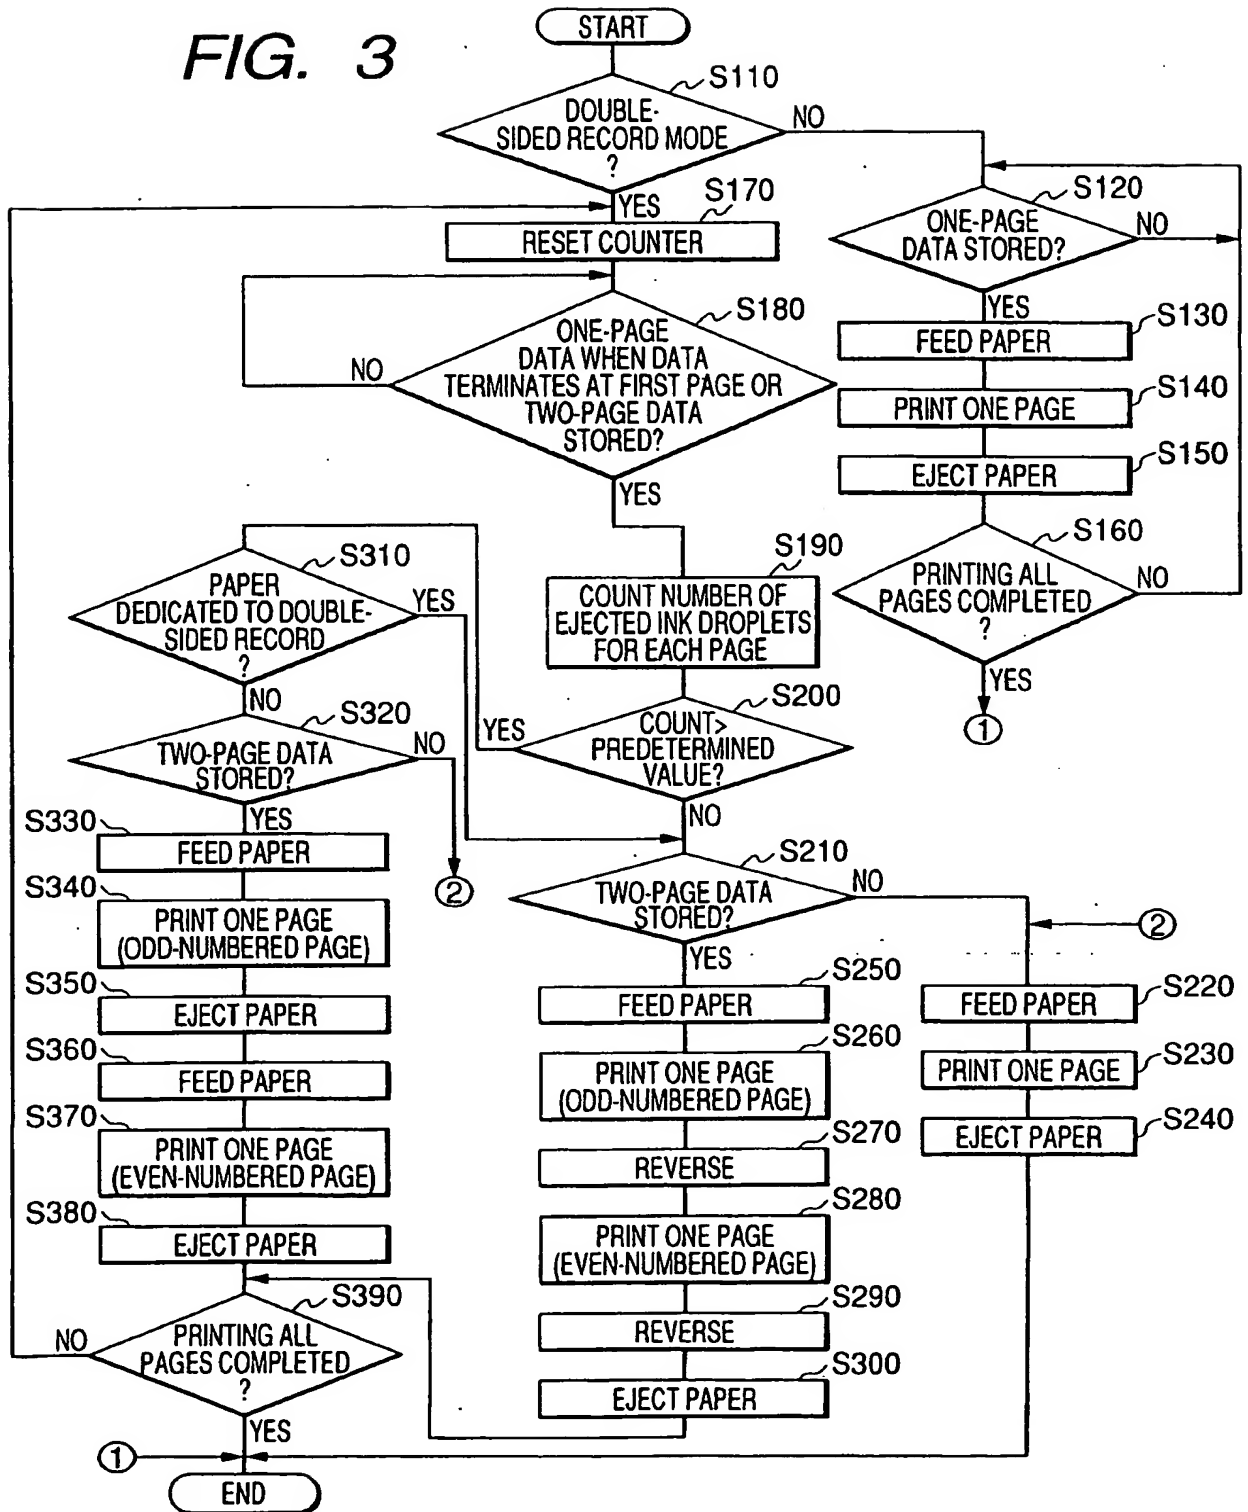 FIG. 3
START
S110
DOUBLE-
SIDED RECORD MODE
?
NO
YES
S170
RESET COUNTER
S120
ONE-PAGE
DATA STORED?
NO
YES
S130
FEED PAPER
S140
PRINT ONE PAGE
S150
EJECT PAPER
S160
PRINTING ALL
PAGES COMPLETED
?
NO
YES
1
S180
ONE-PAGE
DATA WHEN DATA
TERMINATES AT FIRST PAGE OR
TWO-PAGE DATA
STORED?
NO
YES
S190
COUNT NUMBER OF
EJECTED INK DROPLETS
FOR EACH PAGE
S200
COUNT>
PREDETERMINED
VALUE?
YES
NO
S310
PAPER
DEDICATED TO DOUBLE-
SIDED RECORD
?
YES
NO
S320
TWO-PAGE DATA
STORED?
NO
2
YES
S330
FEED PAPER
S340
PRINT ONE PAGE
(ODD-NUMBERED PAGE)
S350
EJECT PAPER
S360
FEED PAPER
S370
PRINT ONE PAGE
(EVEN-NUMBERED PAGE)
S380
EJECT PAPER
S390
PRINTING ALL
PAGES COMPLETED
?
NO
YES
1
END
S210
TWO-PAGE DATA
STORED?
NO
YES
2
S250
FEED PAPER
S260
PRINT ONE PAGE
(ODD-NUMBERED PAGE)
S270
REVERSE
S280
PRINT ONE PAGE
(EVEN-NUMBERED PAGE)
S290
REVERSE
S300
EJECT PAPER
S220
FEED PAPER
S230
PRINT ONE PAGE
S240
EJECT PAPER